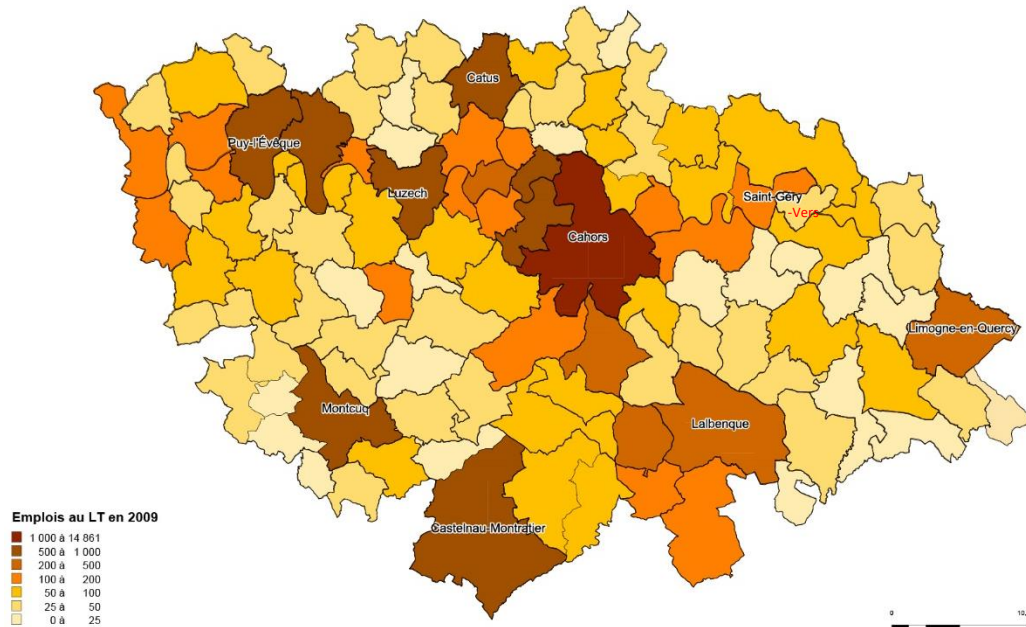 Catus
Puy-l'Évêque
Luzech
Saint-Géry
-Vers
Cahors
Limogne-en-Quercy
Montcuq
Lalbenque
Castelnau-Montratier
Emplois au LT en 2009
1 000 à 14 861
500 à 1 000
200 à 500
100 à 200
50 à 100
25 à 50
0 à 25
0